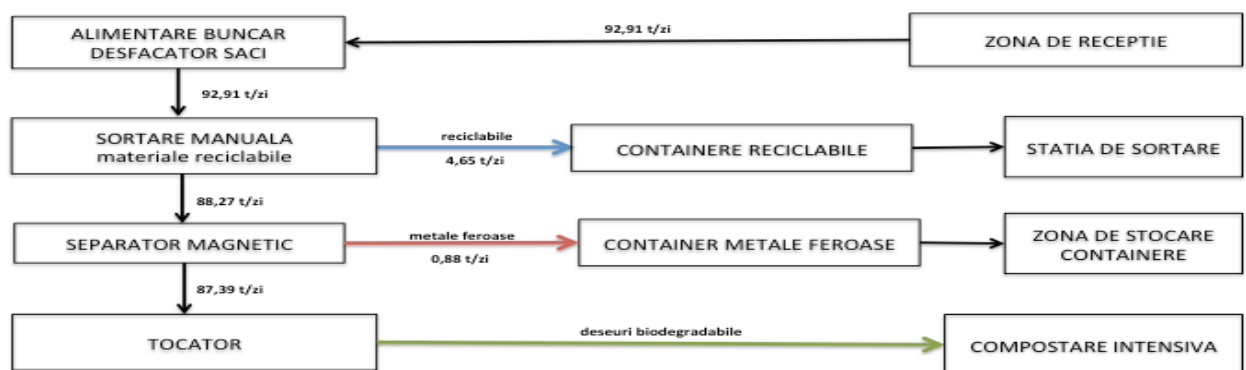 ALIMENTARE BUNCAR
DESFACATOR SACI
92,91 t/zi
ZONA DE RECEPTIE
92,91 t/zi
SORTARE MANUALA
materiale reciclabile
reciclabile
4,65 t/zi
CONTAINERE RECICLABILE
STATIA DE SORTARE
88,27 t/zi
SEPARATOR MAGNETIC
metale feroase
0,88 t/zi
CONTAINER METALE FEROASE
ZONA DE STOCARE
CONTAINERE
87,39 t/zi
TOCATOR
deseuri biodegradabile
COMPOSTARE INTENSIVA